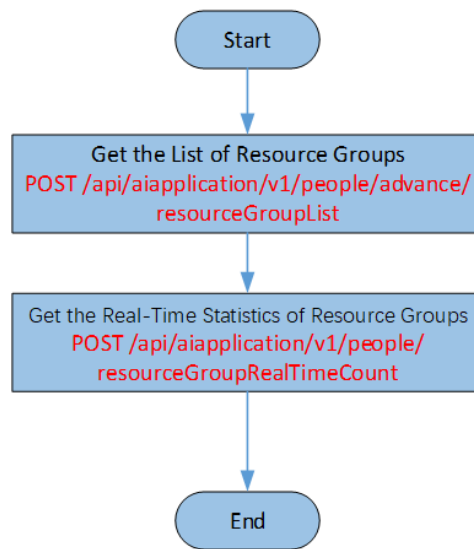 Start
Get the List of Resource Groups
POST /api/aiapplication/v1/people/advance/
resourceGroupList
Get the Real-Time Statistics of Resource Groups
POST /api/aiapplication/v1/people/
resourceGroupRealTimeCount
End